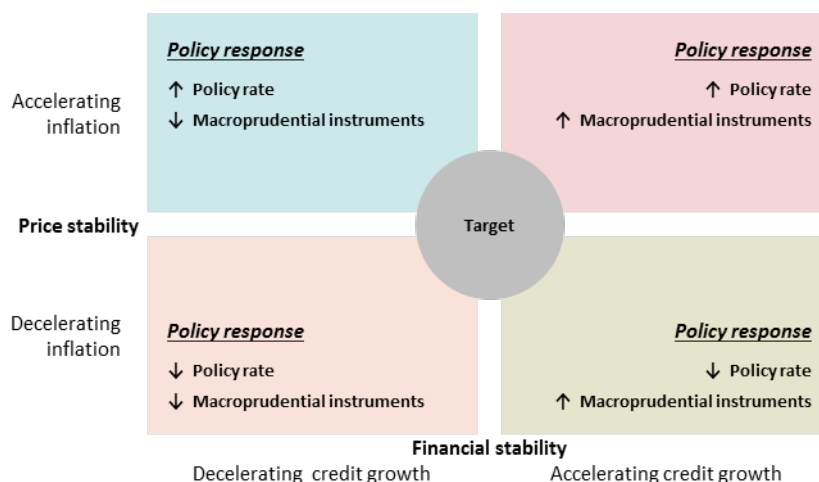 Policy response
↑ Policy rate
↓ Macroprudential instruments
Policy response
↑ Policy rate
↑ Macroprudential instruments
Accelerating
inflation
Price stability
Target
Decelerating
inflation
Policy response
↓ Policy rate
↓ Macroprudential instruments
Policy response
↓ Policy rate
↑ Macroprudential instruments
Financial stability
Decelerating credit growth
Accelerating credit growth